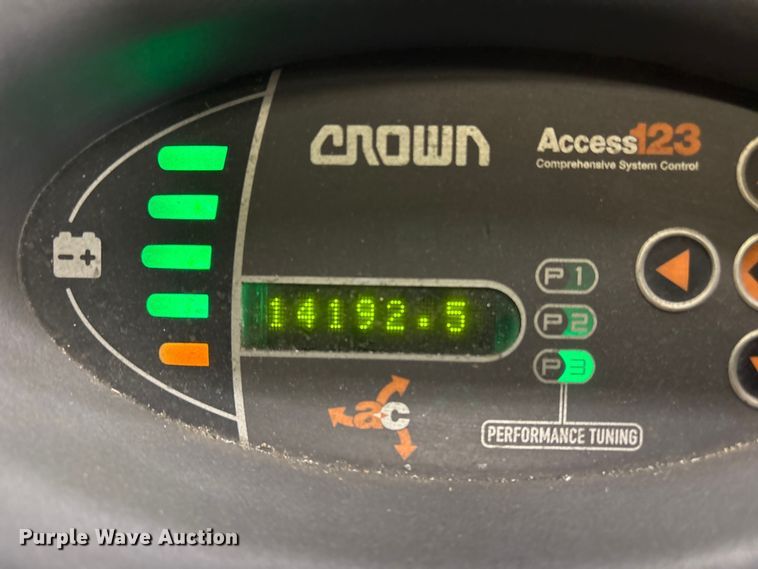 CROWN
Access123
Comprehensive System Control
14192.5
P1
P2
P3
ac
PERFORMANCE TUNING
Purple Wave Auction